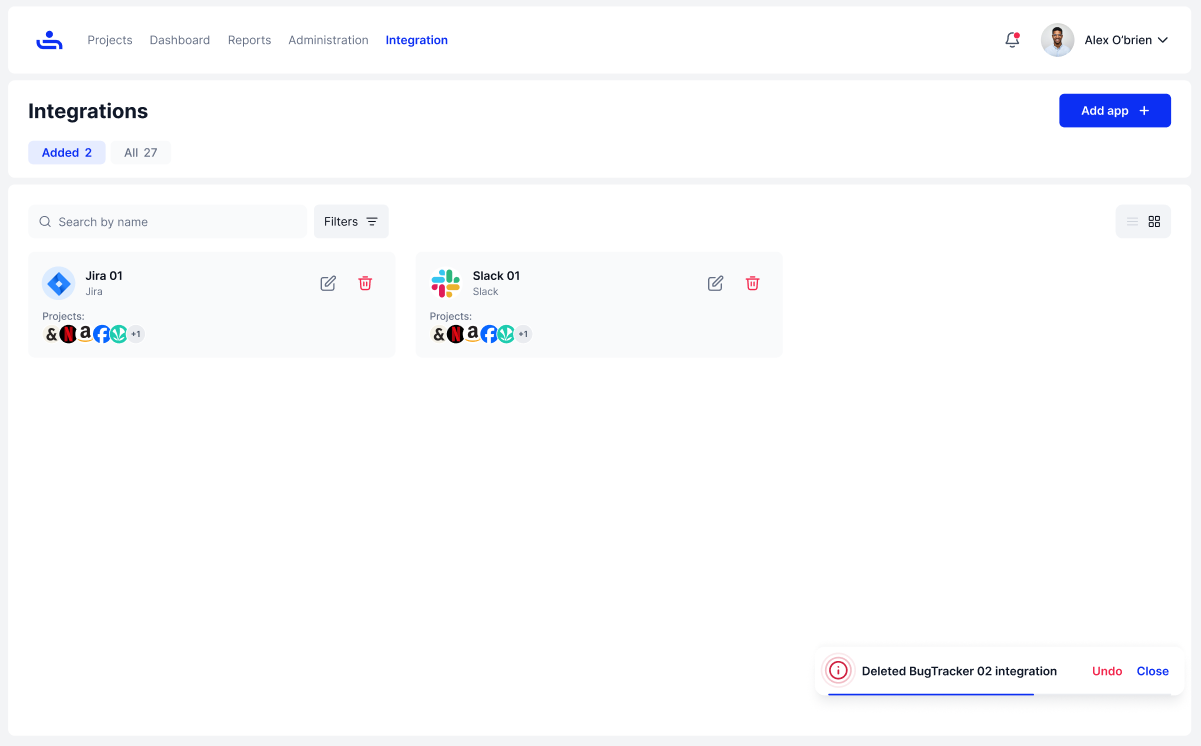 Projects Dashboard Reports Administration Integration
Alex O'brien
Integrations
Add app +
Added 2
All 27
Search by name
Filters
Jira 01
Jira
Projects:
& N a f +1
Slack 01
Slack
Projects:
& N a f +1
Deleted BugTracker 02 integration
Undo
Close